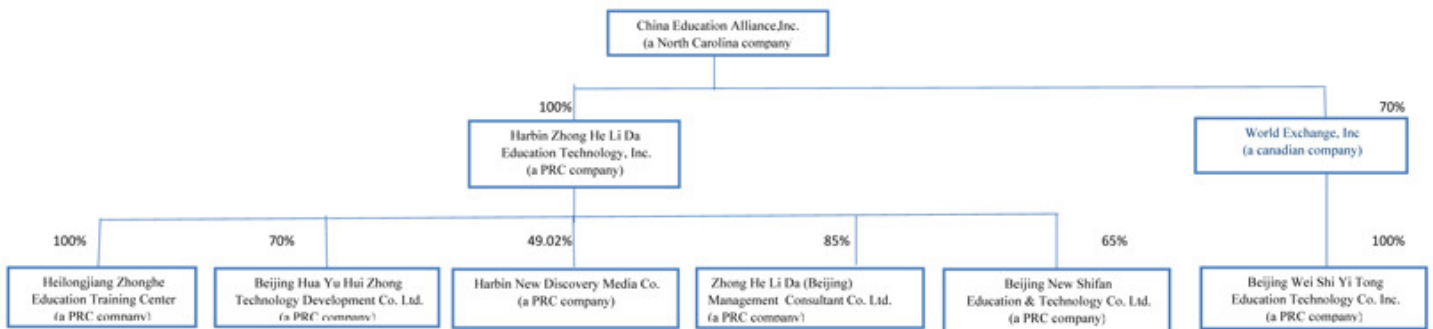 China Education Alliance,Inc.
(a North Carolina company
100%
70%
Harbin Zhong He Li Da
Education Technology, Inc.
(a PRC company)
World Exchange, Inc
(a canadian company)
100%
70%
49.02%
85%
65%
100%
Heilongjiang Zhonghe
Education Training Center
(a PRC company)
Beijing Hua Yu Hui Zhong
Technology Development Co. Ltd.
(a PRC company)
Harbin New Discovery Media Co.
(a PRC company)
Zhong He Li Da (Beijing)
Management Consultant Co. Ltd.
(a PRC company)
Beijing New Shifan
Education & Technology Co. Ltd.
(a PRC company)
Beijing Wei Shi Yi Tong
Education Technology Co. Inc.
(a PRC company)